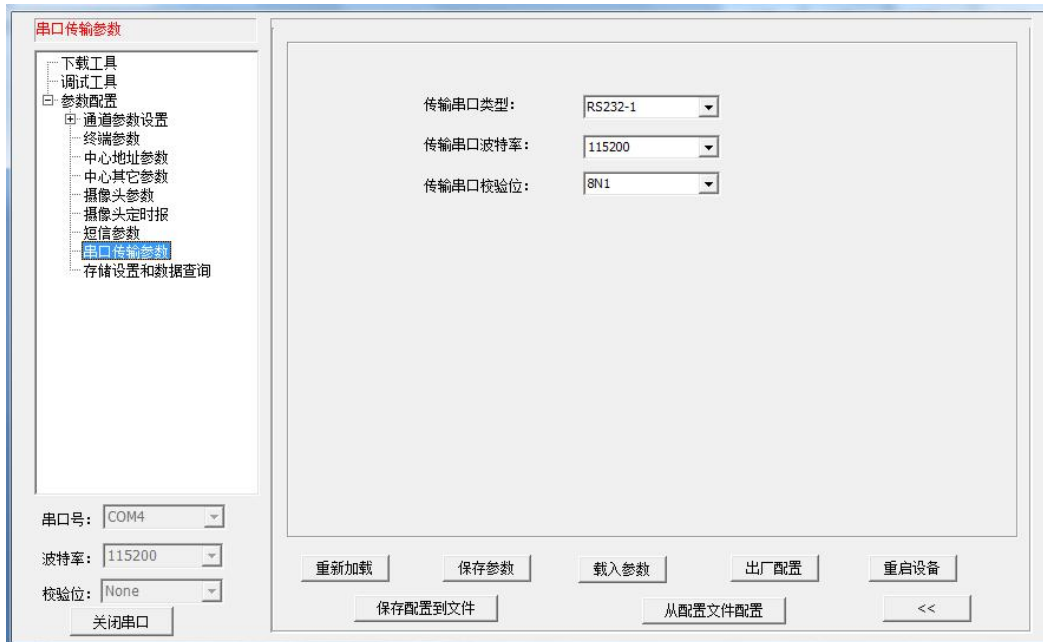 串口传输参数
下载工具
调试工具
参数配置
通道参数设置
终端参数
中心地址参数
中心其它参数
摄像头参数
摄像头定时报
短信参数
串口传输参数
存储设置和数据查询
串口号： COM4
波特率： 115200
校验位： None
关闭串口
传输串口类型： RS232-1
传输串口波特率： 115200
传输串口校验位： 8N1
重新加载 保存参数 载入参数 出厂配置 重启设备
保存配置到文件 从配置文件配置 <<